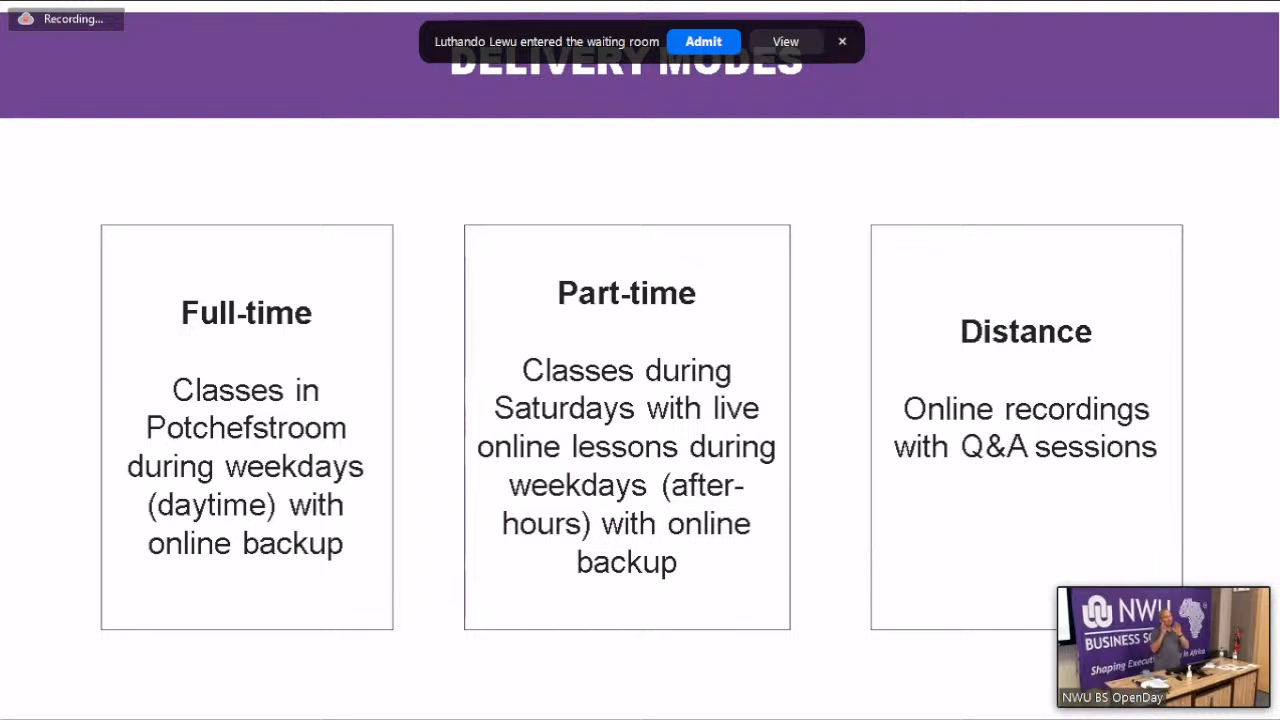 Recording...
Luthando Lewu entered the waiting room Admit View
DELIVERY MODES
Full-time
Classes in
Potchefstroom
during weekdays
(daytime) with
online backup
Part-time
Classes during
Saturdays with live
online lessons during
weekdays (after-
hours) with online
backup
Distance
Online recordings
with Q&A sessions
NWU
BUSINESS
Shaping in Africa
NWU BS OpenDay